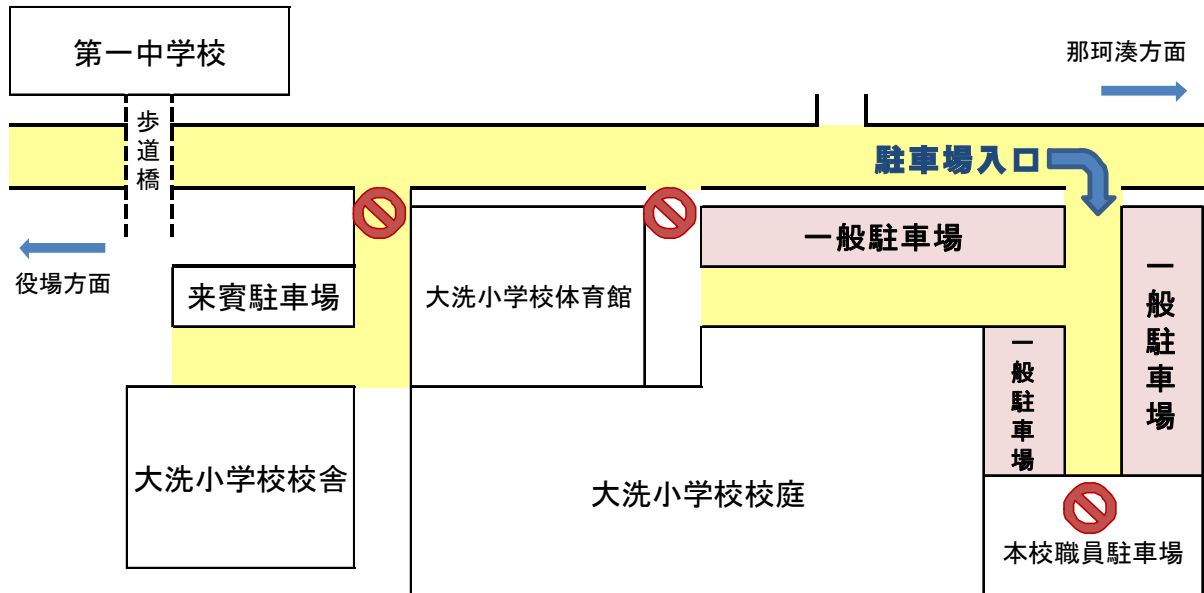 第一中学校
那珂湊方面
歩道橋
駐車場入口
一般駐車場
一般駐車場
役場方面
来賓駐車場
大洗小学校体育館
一般駐車場
大洗小学校校舎
大洗小学校校庭
本校職員駐車場